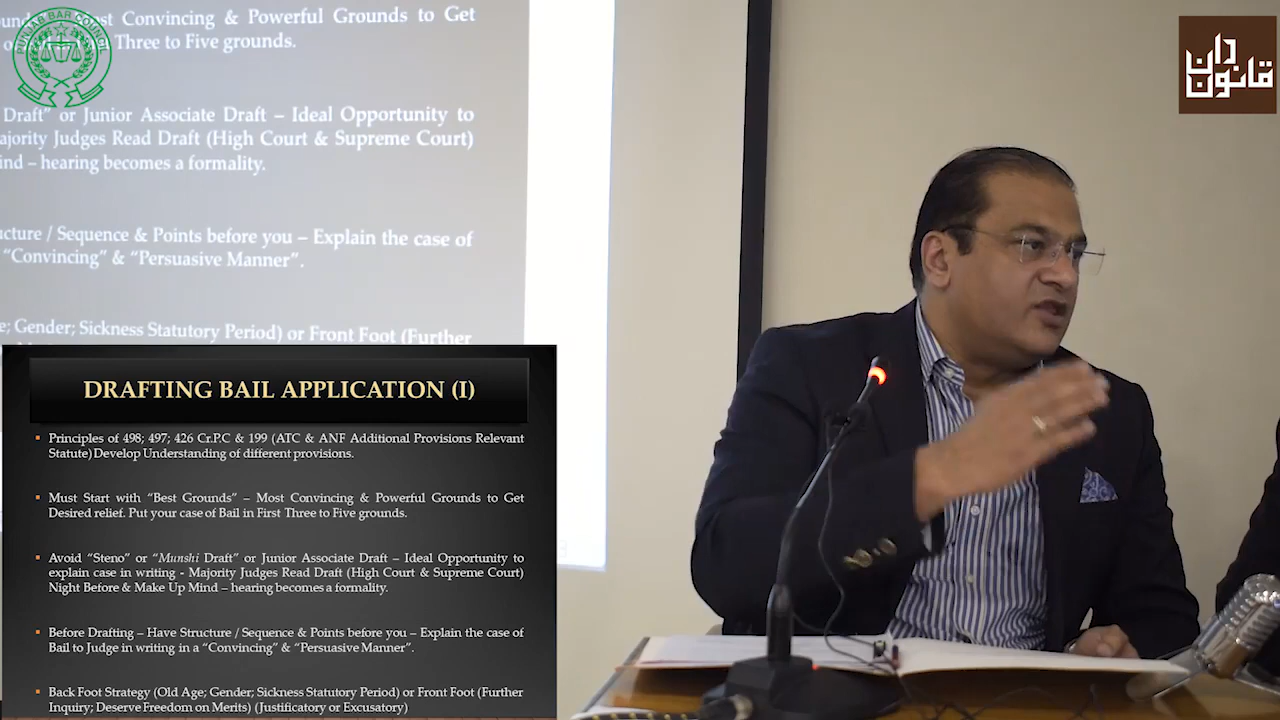 PUNJAB BAR COUNCIL
قانون دان
st Convincing & Powerful Grounds to Get
Three to Five grounds.
Draft" or Junior Associate Draft – Ideal Opportunity to
ajority Judges Read Draft (High Court & Supreme Court)
ind – hearing becomes a formality.
ucture / Sequence & Points before you – Explain the case of
"Convincing" & "Persuasive Manner".
e; Gender; Sickness Statutory Period) or Front Foot (Further
DRAFTING BAIL APPLICATION (I)
▪ Principles of 498; 497; 426 Cr.P.C & 199 (ATC & ANF Additional Provisions Relevant
Statute) Develop Understanding of different provisions.
▪ Must Start with "Best Grounds" – Most Convincing & Powerful Grounds to Get
Desired relief. Put your case of Bail in First Three to Five grounds.
▪ Avoid "Steno" or "Munshi Draft" or Junior Associate Draft – Ideal Opportunity to
explain case in writing - Majority Judges Read Draft (High Court & Supreme Court)
Night Before & Make Up Mind – hearing becomes a formality.
▪ Before Drafting – Have Structure / Sequence & Points before you – Explain the case of
Bail to Judge in writing in a "Convincing" & "Persuasive Manner".
▪ Back Foot Strategy (Old Age; Gender; Sickness Statutory Period) or Front Foot (Further
Inquiry; Deserve Freedom on Merits) (Justificatory or Excusatory)